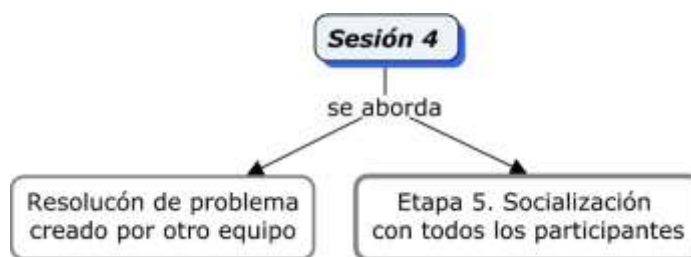 Sesión 4
se aborda
Resolucón de problema
creado por otro equipo
Etapa 5. Socialización
con todos los participantes